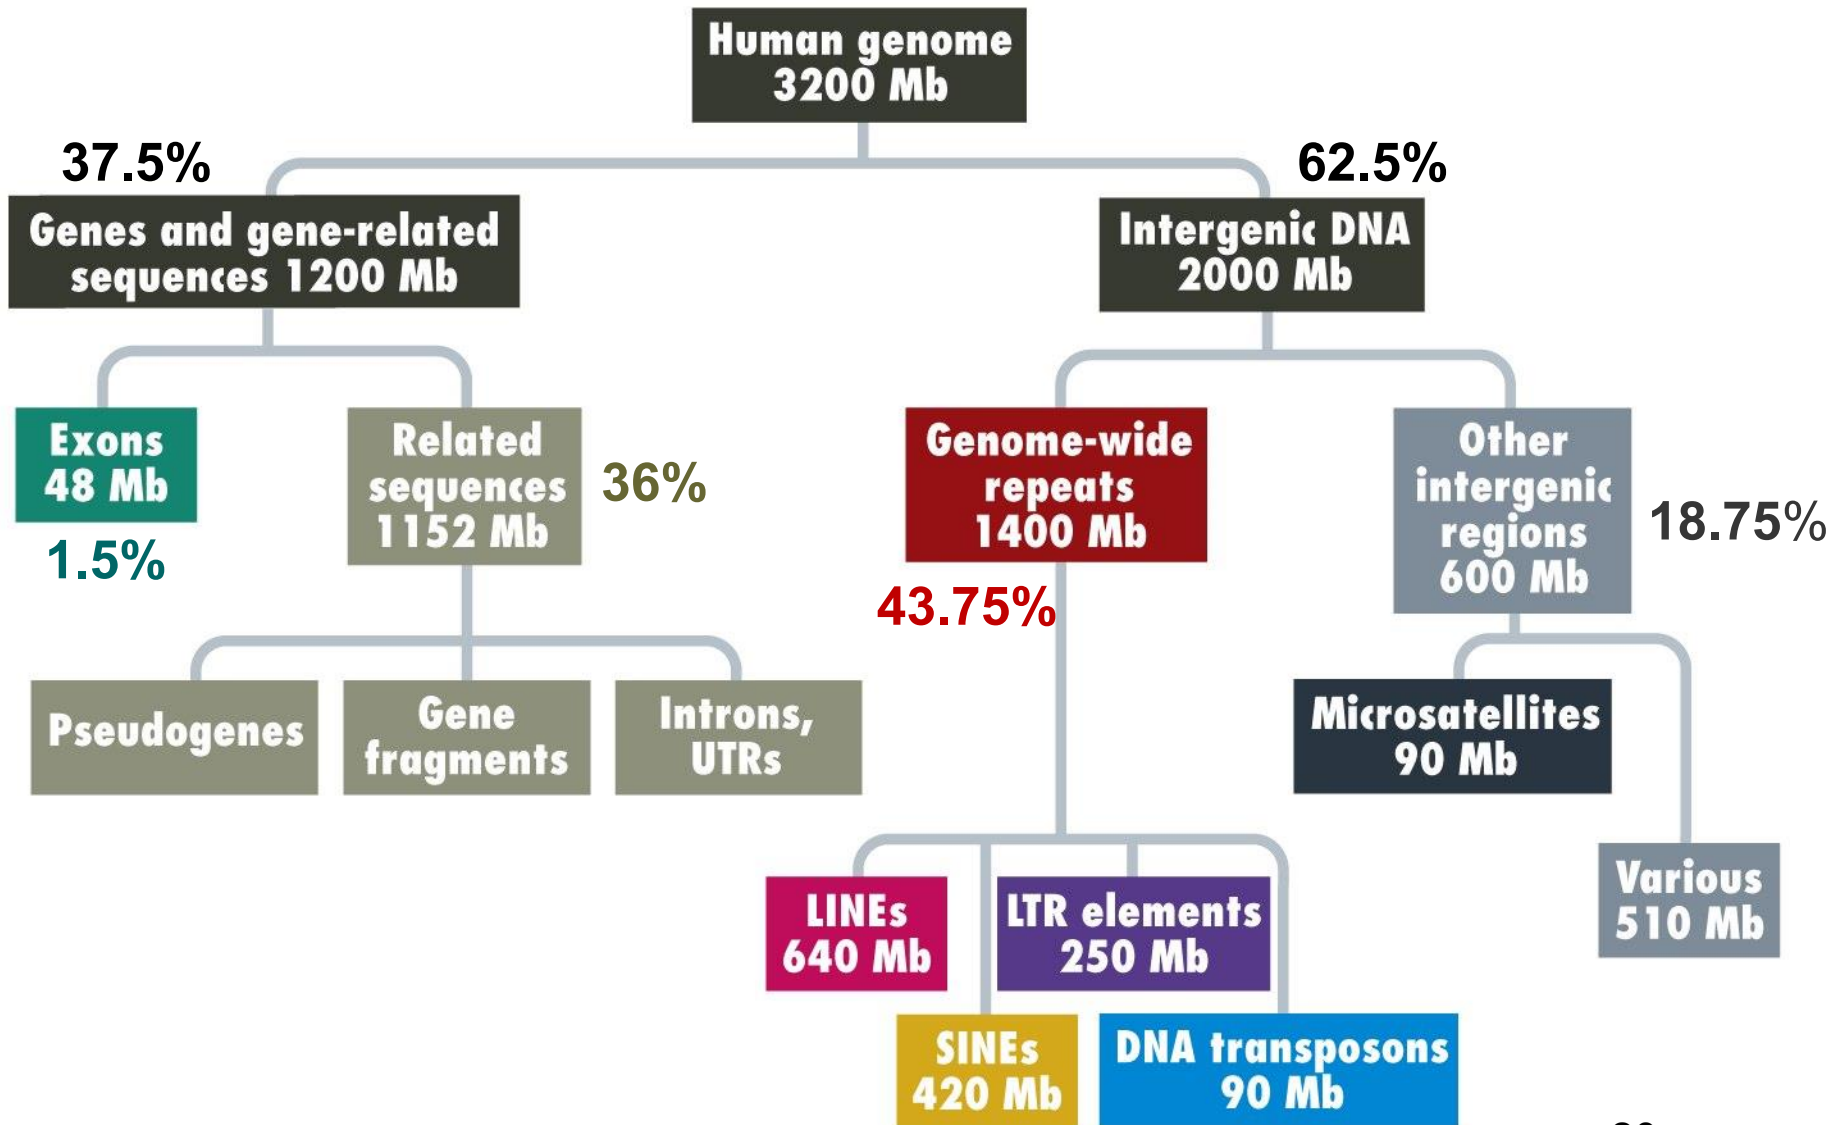 Human genome
3200 Mb
37.5%
62.5%
Genes and gene-related
sequences 1200 Mb
Intergenic DNA
2000 Mb
Exons
48 Mb
1.5%
Related
sequences
1152 Mb
36%
Genome-wide
repeats
1400 Mb
43.75%
Other
intergenic
regions
600 Mb
18.75%
Pseudogenes
Gene
fragments
Introns,
UTRs
Microsatellites
90 Mb
LINEs
640 Mb
LTR elements
250 Mb
Various
510 Mb
SINEs
420 Mb
DNA transposons
90 Mb